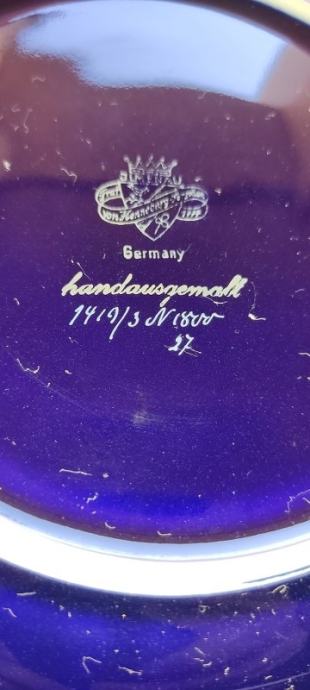 von Henneberg
Germany
handausgemalt
1419/3 N 1800
27